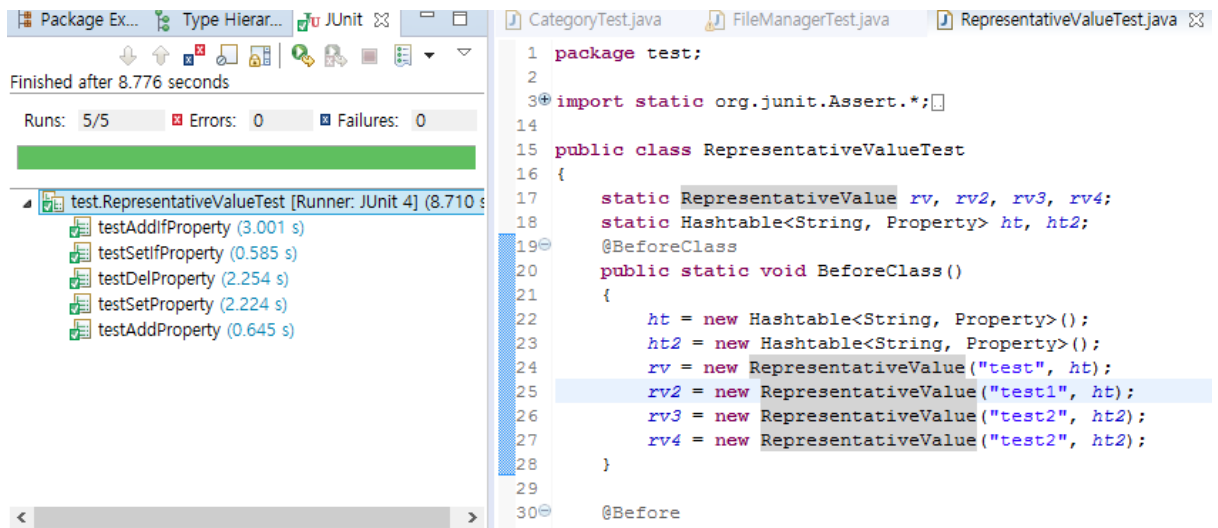 Package Ex... Type Hierar... JUnit
Finished after 8.776 seconds
Runs: 5/5 Errors: 0 Failures: 0
test.RepresentativeValueTest [Runner: JUnit 4] (8.710 s
testAddIfProperty (3.001 s)
testSetIfProperty (0.585 s)
testDelProperty (2.254 s)
testSetProperty (2.224 s)
testAddProperty (0.645 s)
CategoryTest.java FileManagerTest.java RepresentativeValueTest.java
1 package test;
2
3 import static org.junit.Assert.*;
14
15 public class RepresentativeValueTest
16 {
17 static RepresentativeValue rv, rv2, rv3, rv4;
18 static Hashtable<String, Property> ht, ht2;
19 @BeforeClass
20 public static void BeforeClass()
21 {
22 ht = new Hashtable<String, Property>();
23 ht2 = new Hashtable<String, Property>();
24 rv = new RepresentativeValue("test", ht);
25 rv2 = new RepresentativeValue("test1", ht);
26 rv3 = new RepresentativeValue("test2", ht2);
27 rv4 = new RepresentativeValue("test2", ht2);
28 }
29
30 @Before